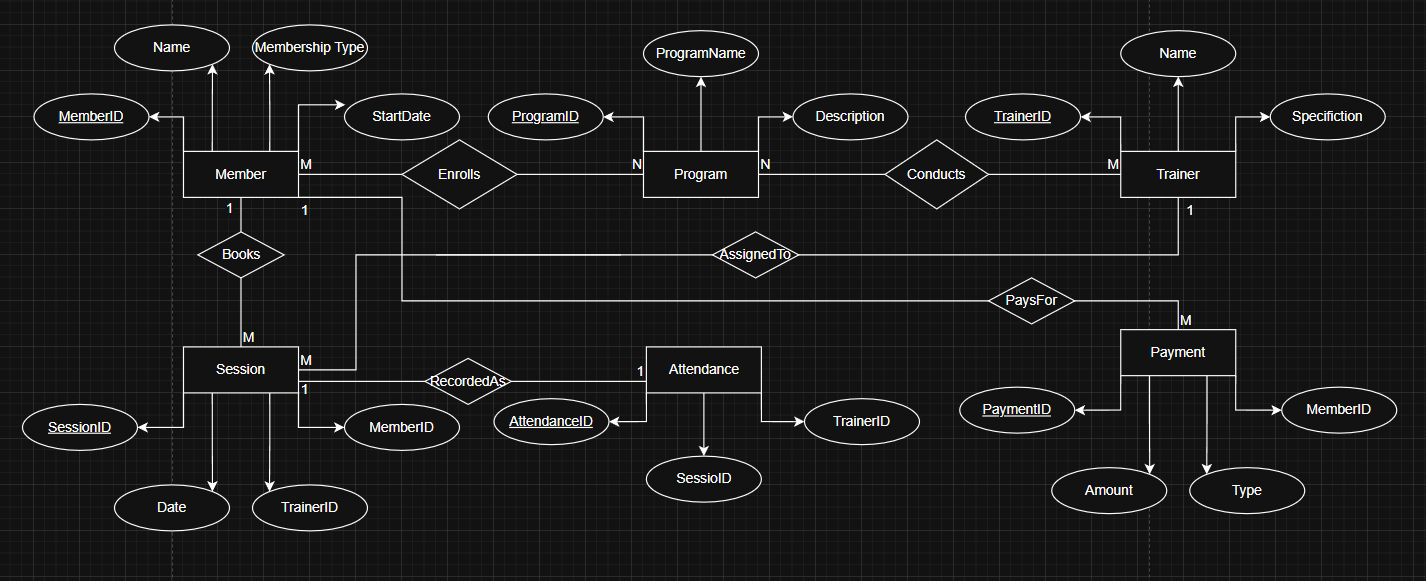 Name
Membership Type
ProgramName
Name
MemberID
StartDate
ProgramID
Description
TrainerID
Specifiction
Member
M
Enrolls
N
Program
N
Conducts
M
Trainer
1
1
1
Books
AssignedTo
PaysFor
M
M
Session
M
1
RecordedAs
1
Attendance
Payment
SessionID
MemberID
AttendanceID
TrainerID
PaymentID
MemberID
Date
TrainerID
SessioID
Amount
Type